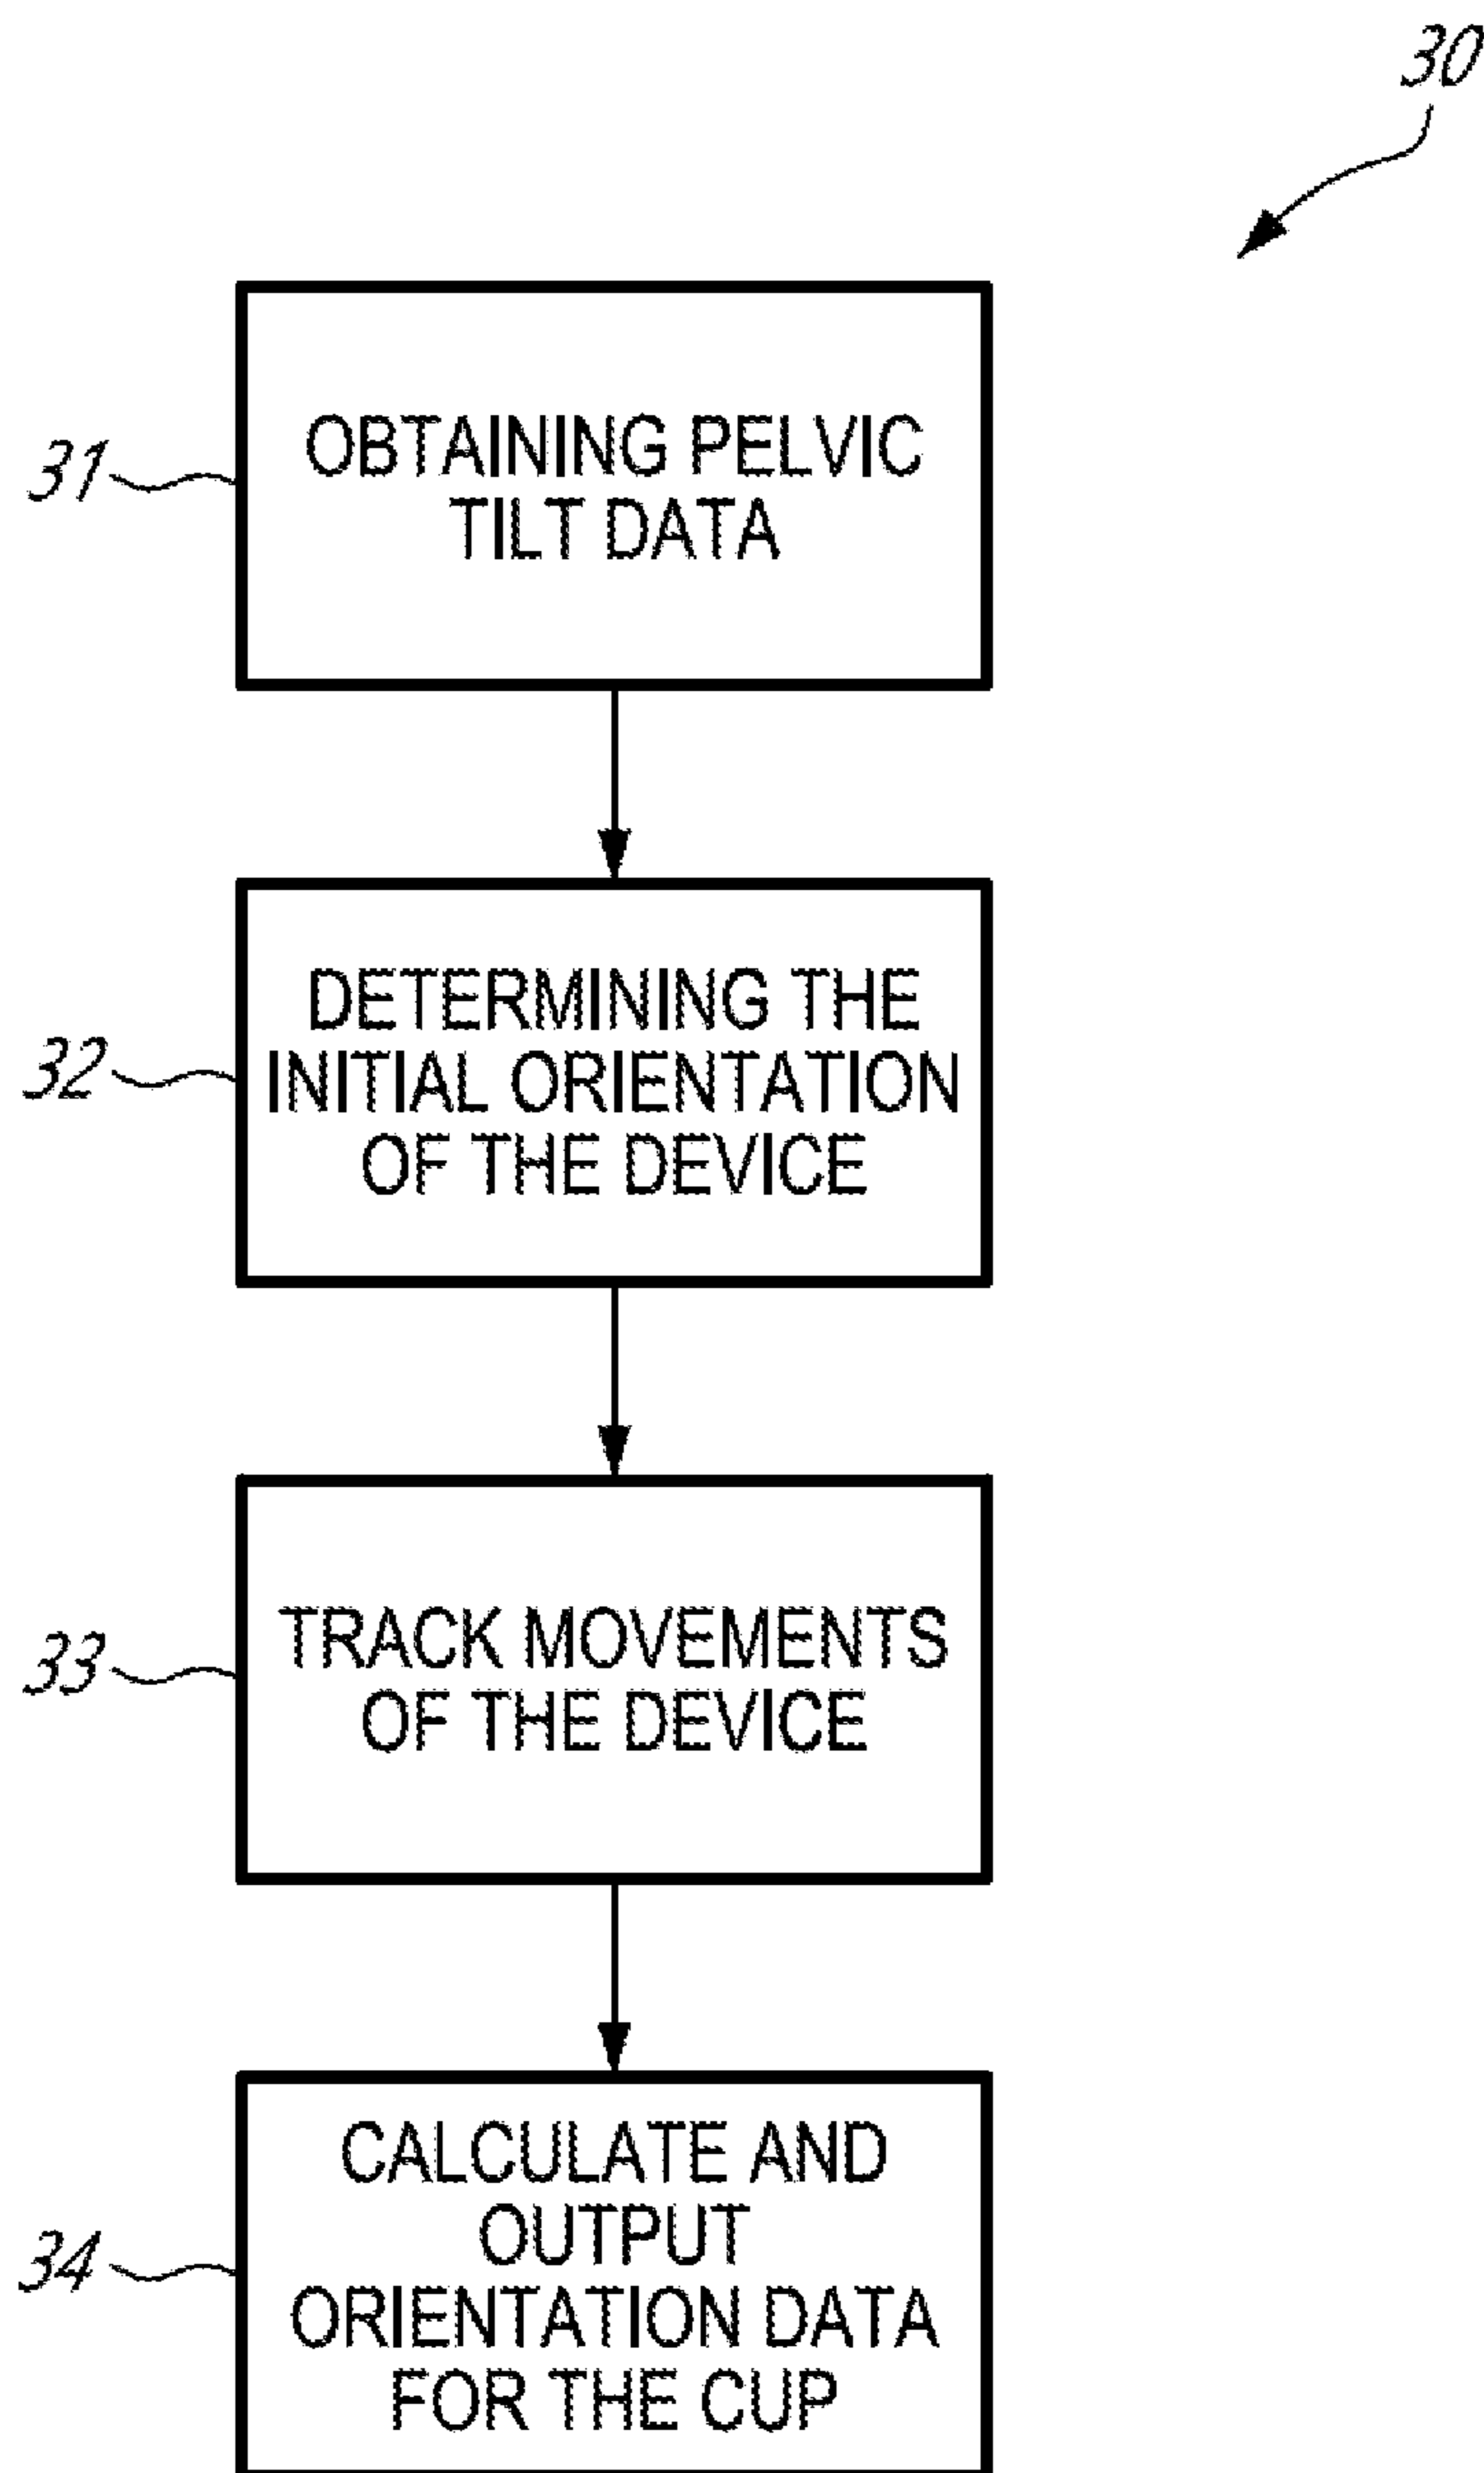 30
31
OBTAINING PELVIC
TILT DATA
32
DETERMINING THE
INITIAL ORIENTATION
OF THE DEVICE
33
TRACK MOVEMENTS
OF THE DEVICE
34
CALCULATE AND
OUTPUT
ORIENTATION DATA
FOR THE CUP